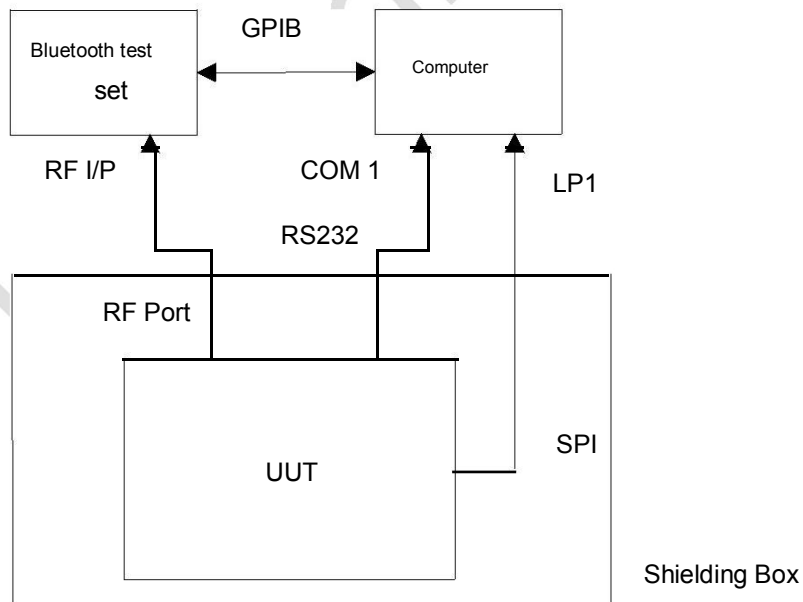 GPIB
Bluetooth test
set
Computer
RF I/P
COM 1
LP1
RS232
RF Port
SPI
UUT
Shielding Box